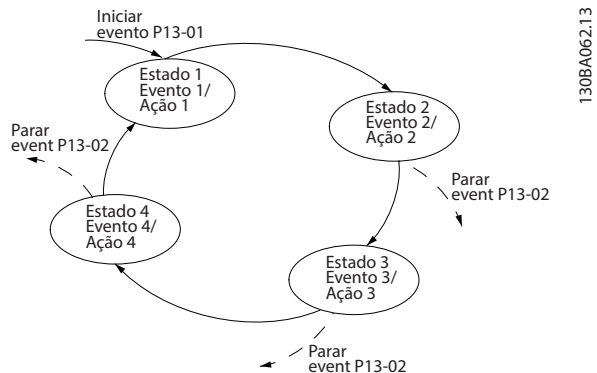 Iniciar
evento P13-01
Estado 1
Evento 1/
Ação 1
Estado 2
Evento 2/
Ação 2
Parar
event P13-02
Estado 3
Evento 3/
Ação 3
Parar
event P13-02
Estado 4
Evento 4/
Ação 4
Parar
event P13-02
130BA062.13